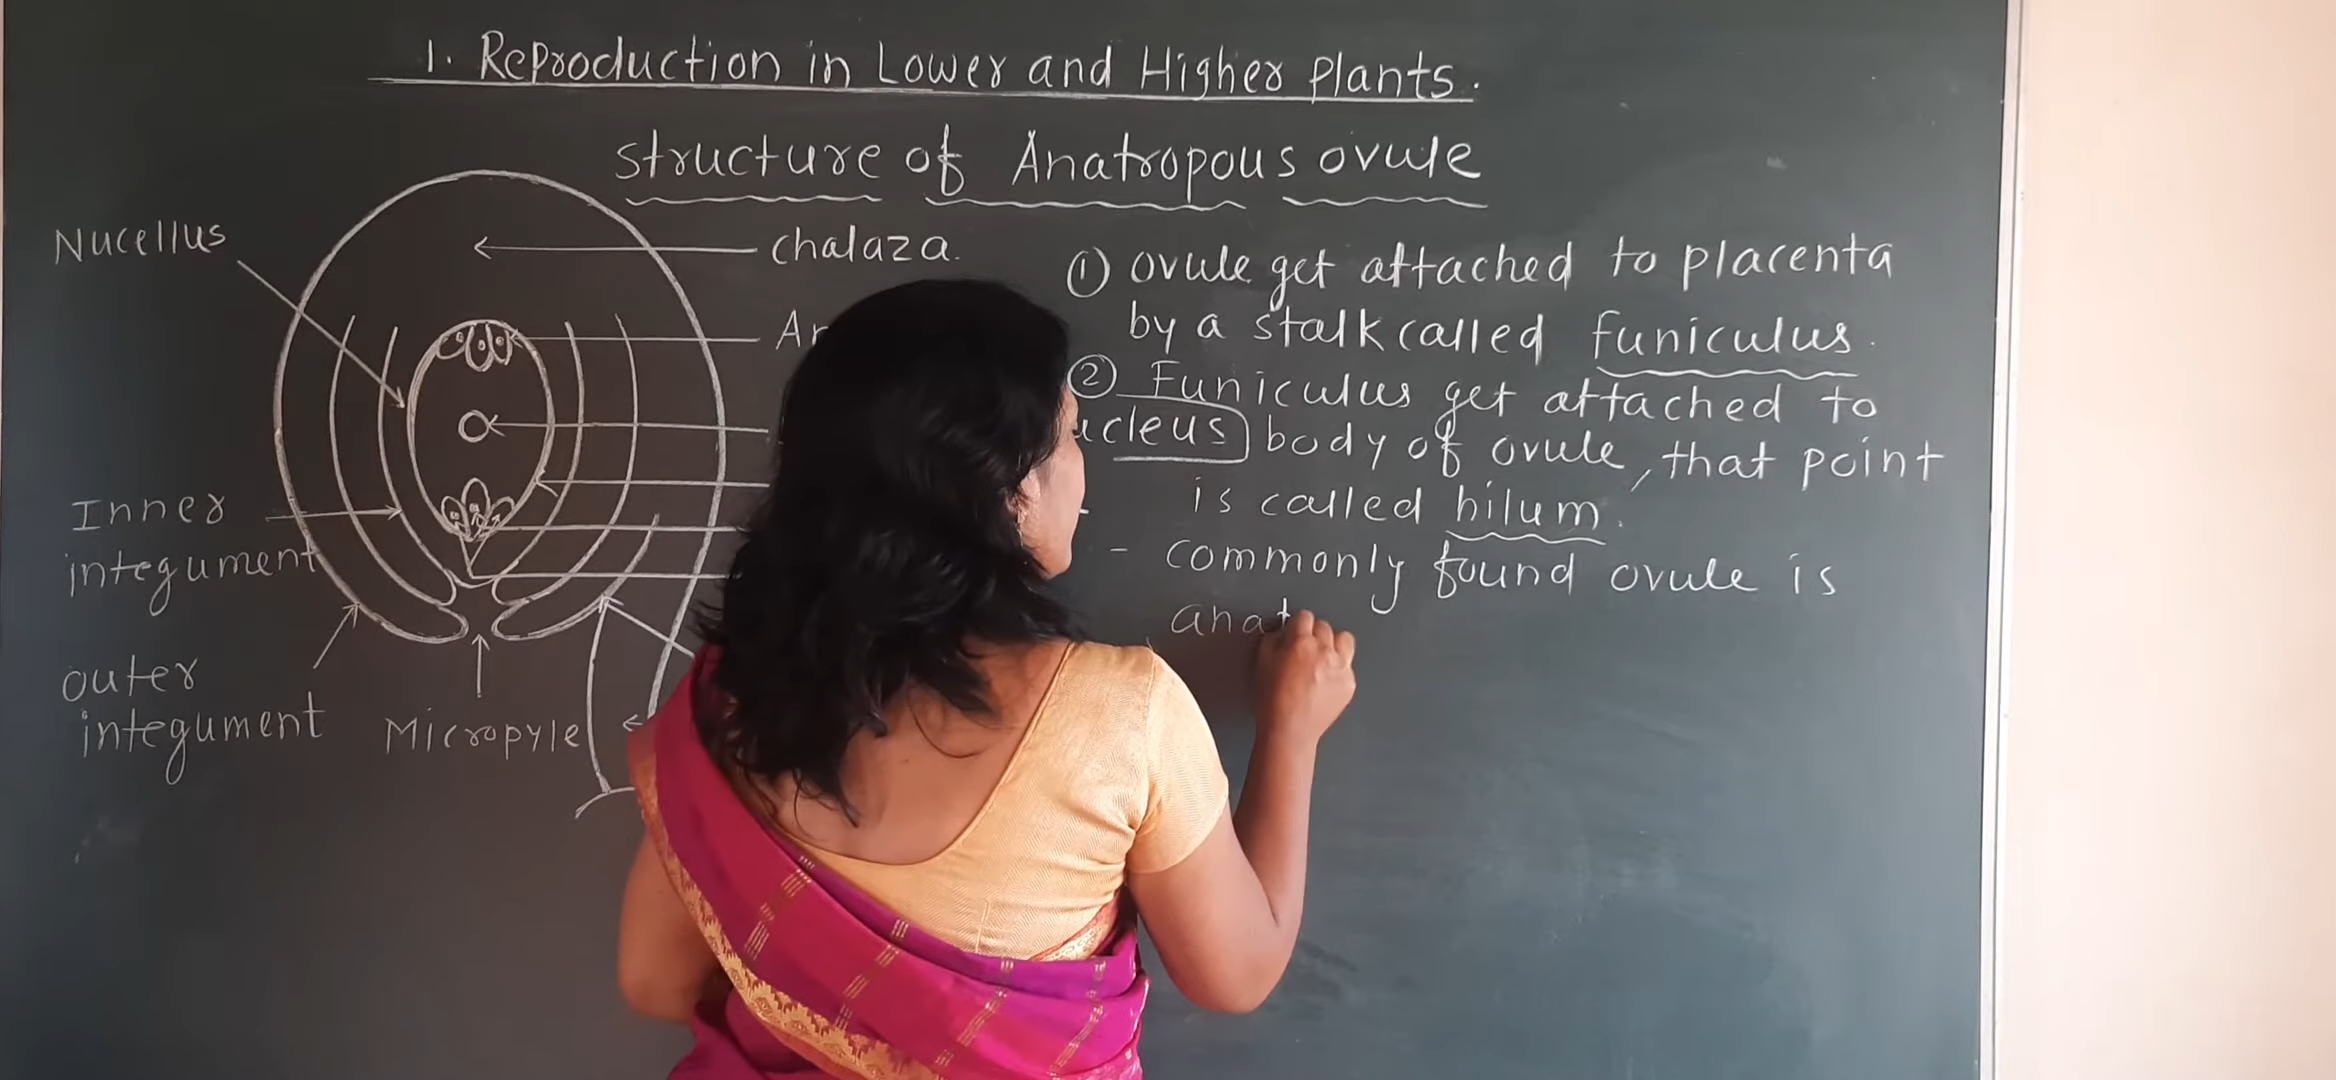 1. Reproduction in Lower and Higher Plants.
Structure of Anatropous ovule
Nucellus
chalaza.
Inner
integument
outer
integument
Micropyle
① ovule get attached to placenta
by a stalk called funiculus.
② Funiculus get attached to
body of ovule, that point
is called hilum.
- commonly found ovule is